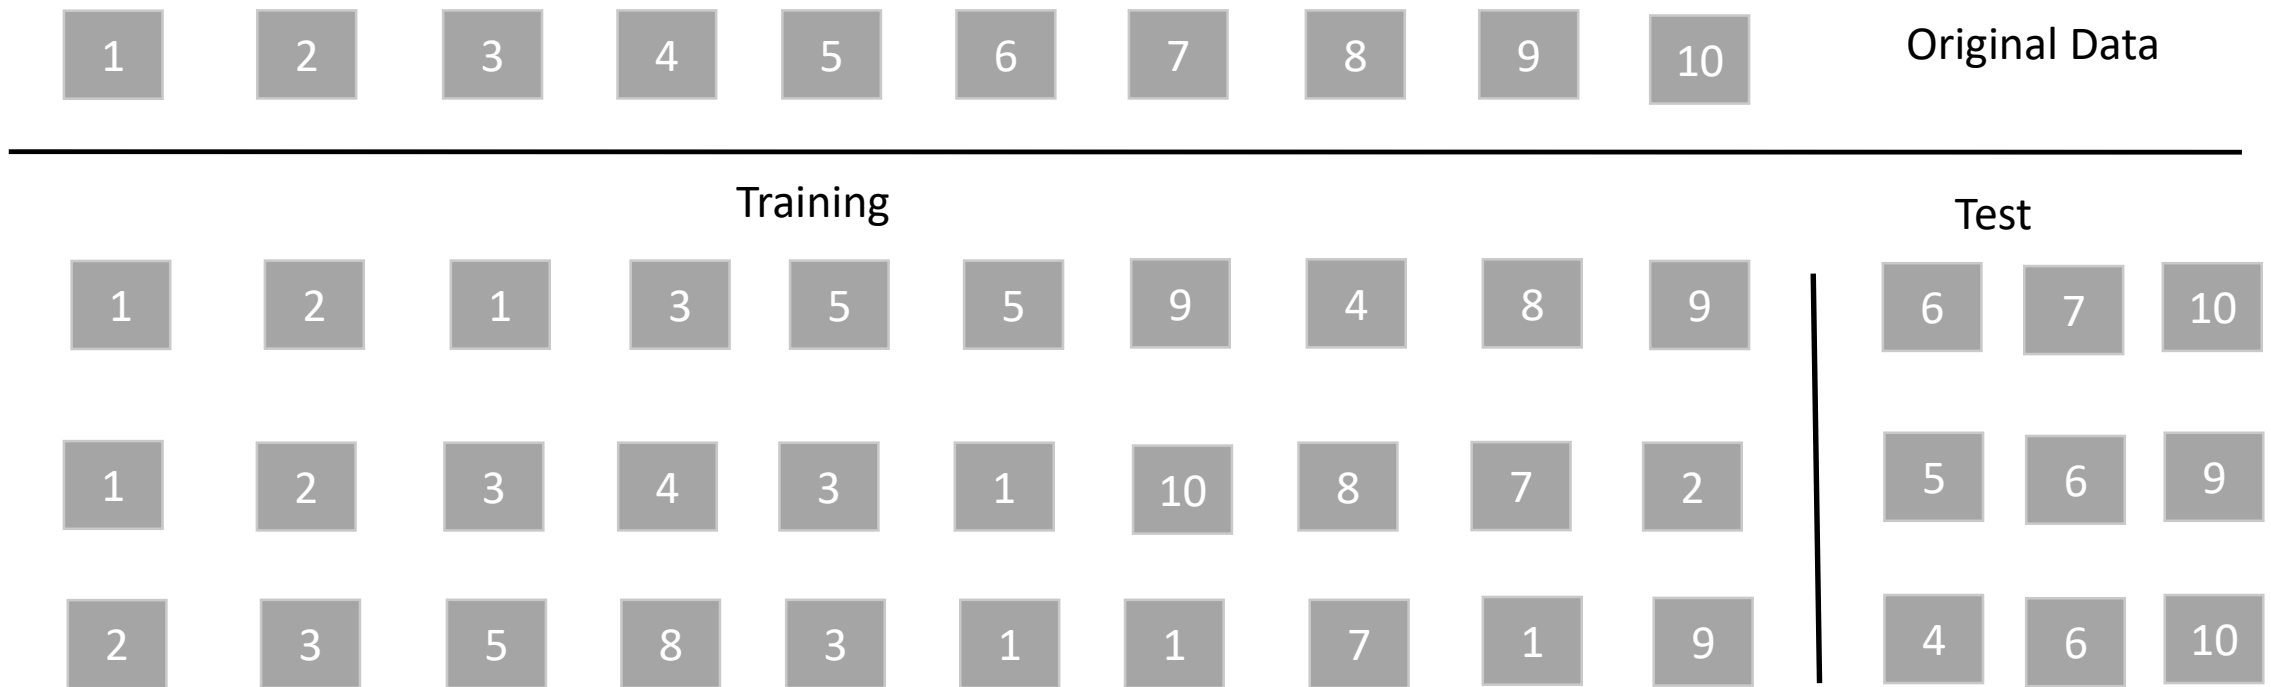 1 2 3 4 5 6 7 8 9 10 Original Data
Training Test
1 2 1 3 5 5 9 4 8 9 6 7 10
1 2 3 4 3 1 10 8 7 2 5 6 9
2 3 5 8 3 1 1 7 1 9 4 6 10